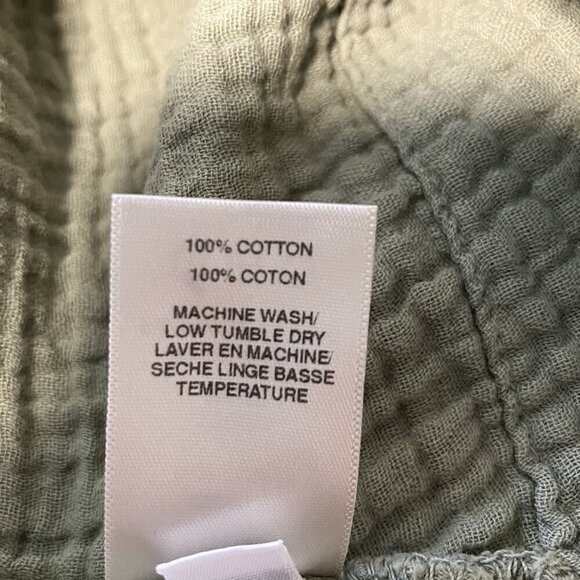 100% COTTON
100% COTON
MACHINE WASH/
LOW TUMBLE DRY
LAVER EN MACHINE/
SECHE LINGE BASSE
TEMPERATURE